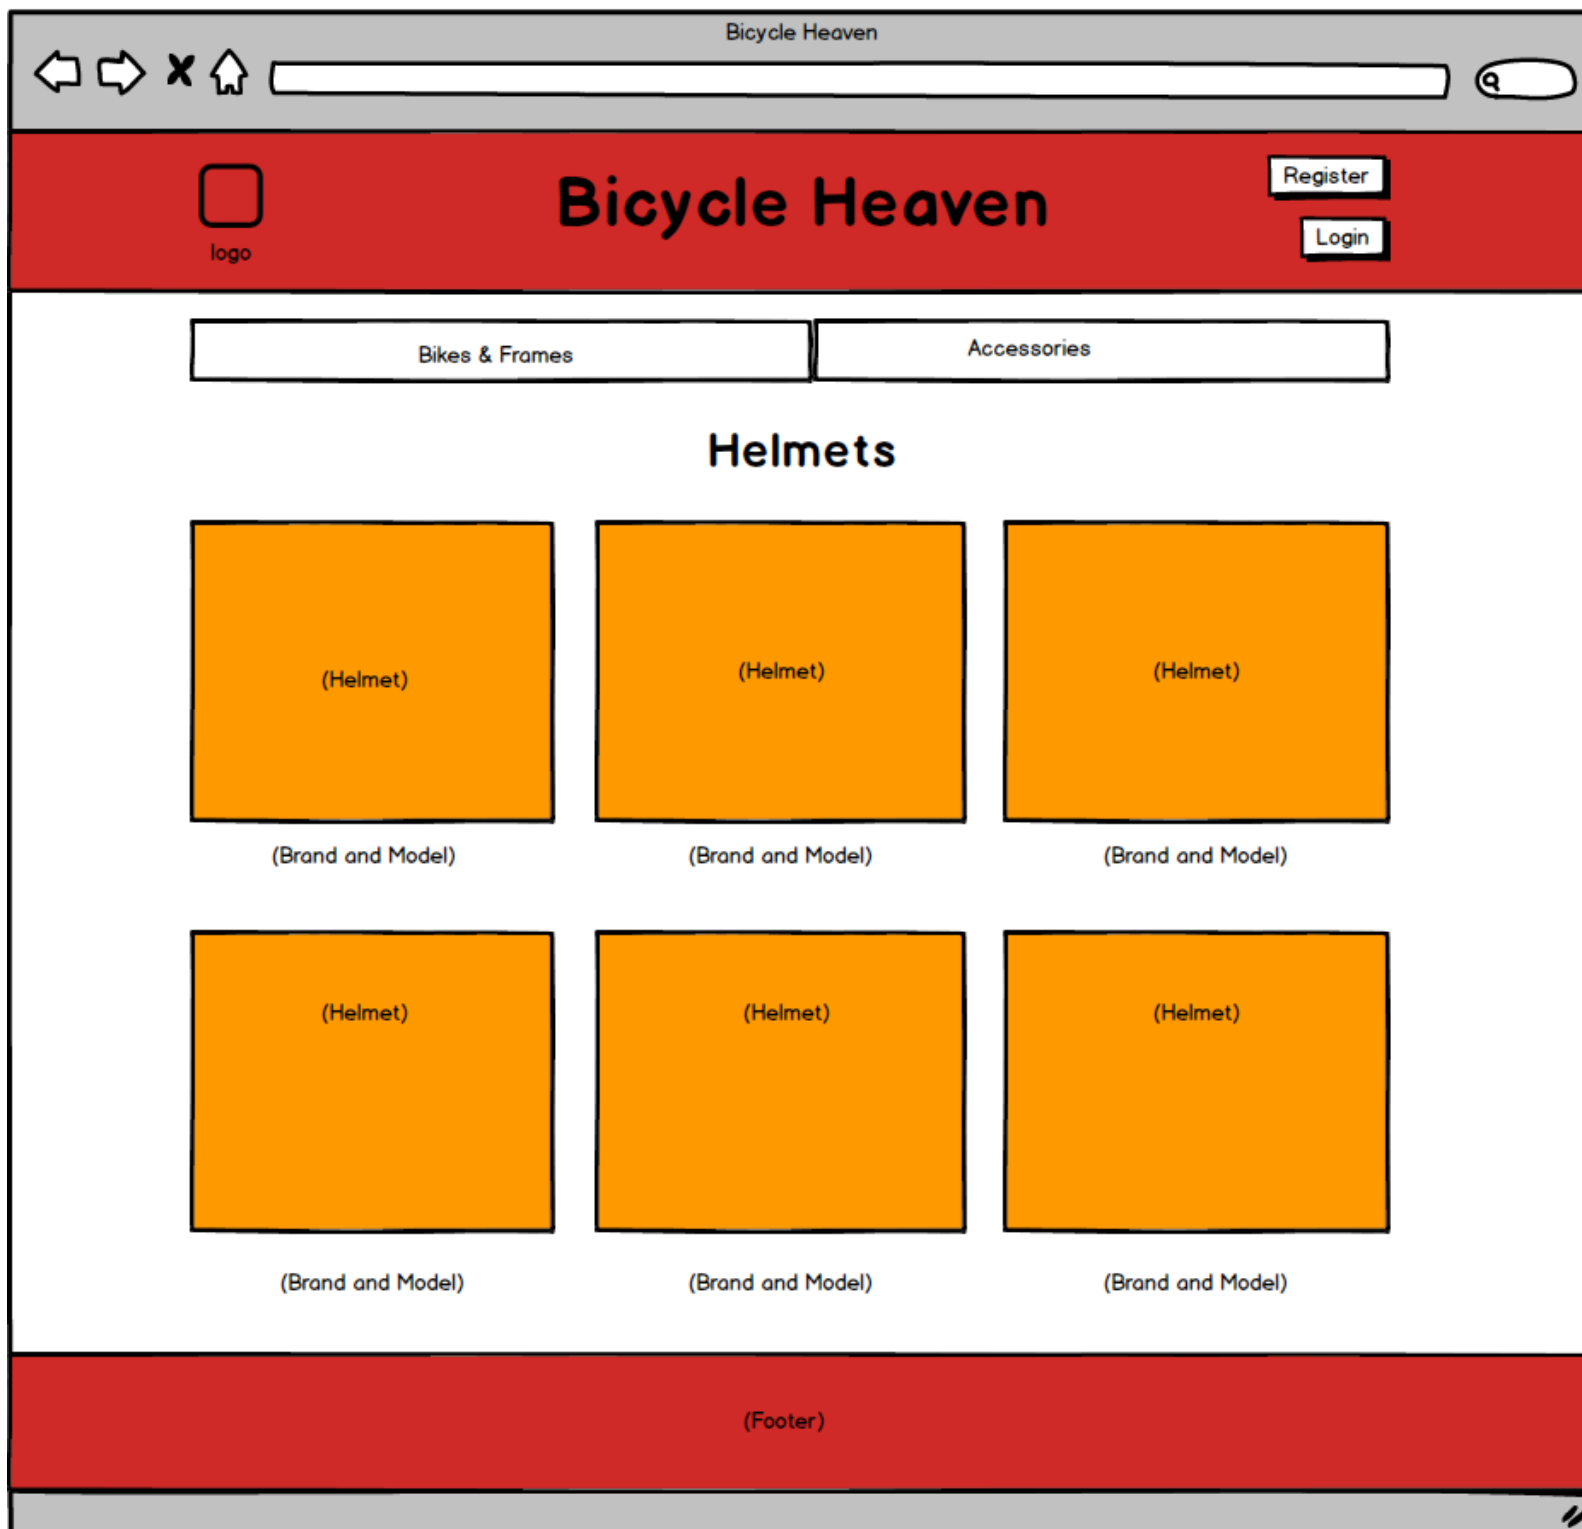 Bicycle Heaven
Bicycle Heaven
Register
Login
logo
Bikes & Frames
Accessories
Helmets
(Helmet)
(Helmet)
(Helmet)
(Brand and Model)
(Brand and Model)
(Brand and Model)
(Helmet)
(Helmet)
(Helmet)
(Brand and Model)
(Brand and Model)
(Brand and Model)
(Footer)